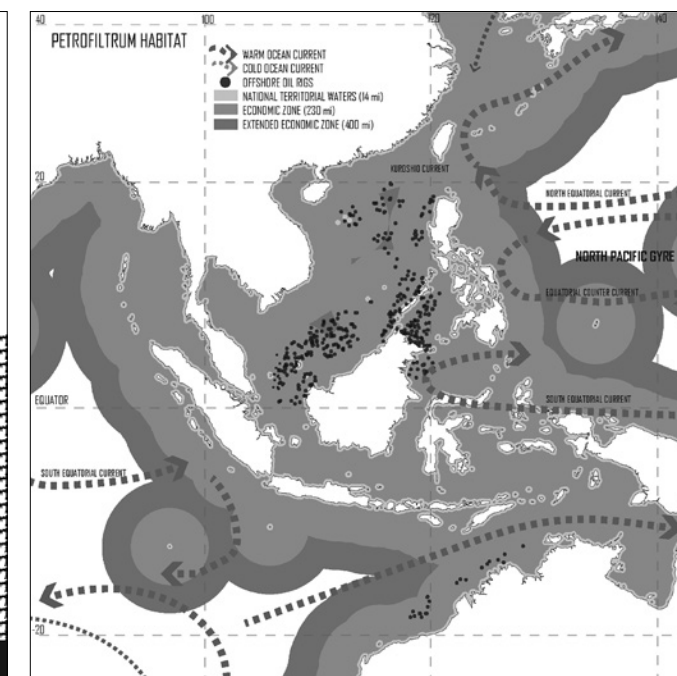 40
100
120
140
PETROFILTRUM HABITAT
WARM OCEAN CURRENT
COLD OCEAN CURRENT
OFFSHORE OIL RIGS
NATIONAL TERRITORIAL WATERS (14 mi)
ECONOMIC ZONE (230 mi)
EXTENDED ECONOMIC ZONE (400 mi)
KUROSHIO CURRENT
20
NORTH EQUATORIAL CURRENT
NORTH PACIFIC GYRE
EQUATORIAL COUNTER CURRENT
EQUATOR
SOUTH EQUATORIAL CURRENT
SOUTH EQUATORIAL CURRENT
-20